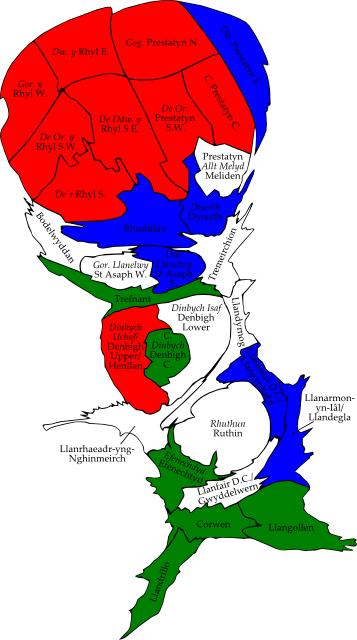 Gog. Prestatyn N.
Dw. y Rhyl E.
Dw. Prestatyn E.
Gor. y
Rhyl W.
C. Prestatyn C.
De Or.
Prestatyn
S.W.
De Ddw. y
Rhyl S.E.
De Or. y
Rhyl S.W.
Prestatyn
Allt Melyd
Meliden
De'r Rhyl S.
Dyserth
Dyserth
Bodelwyddan
Rhuddlan
Tremeirchion
Dw.
Llanelwy
St Asaph
E.
Gor. Llanelwy
St Asaph W.
Trefnant
Llandyrnog
Dinbych Isaf
Denbigh
Lower
Dinbych
Uchaf/
Denbigh
Upper/
Henllan
C.
Dinbych
Denbigh
C.
Llanarmon-
yn-Iâl/
Llandegla
Rhuthun
Ruthin
Llanrhaeadr-yng-
Nghinmeirch
Efenechdyd
Efenechtyd
Llanfair D.C./
Gwyddelwern
Corwen
Llangollen
Llandrillo